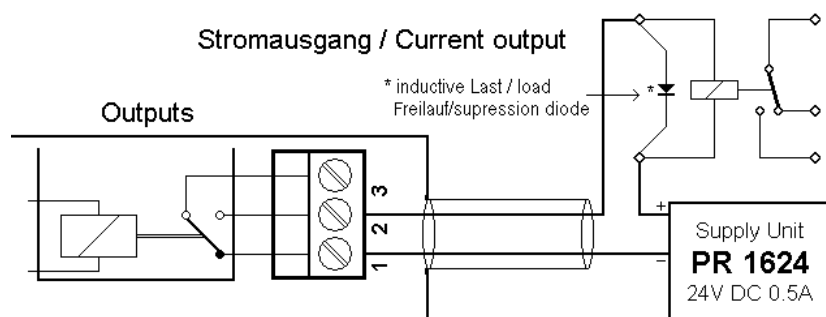 Stromausgang / Current output
* inductive Last / load
Freilauf/supression diode
*
Outputs
3
2
1
+
−
Supply Unit
PR 1624
24V DC 0.5A